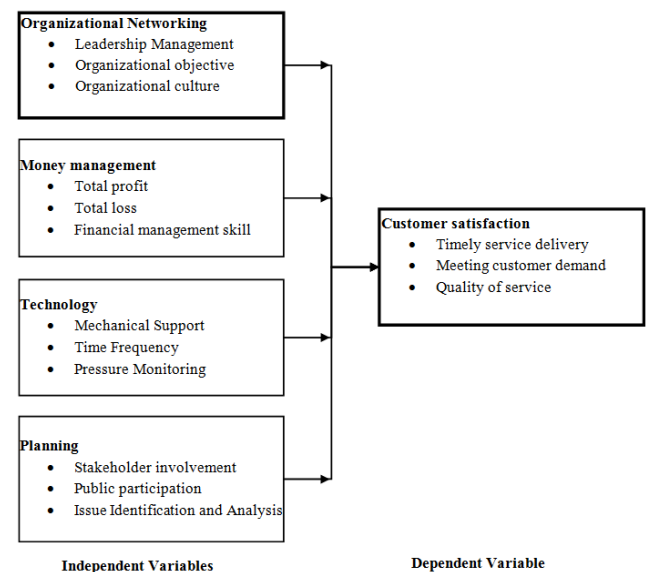 Organizational Networking
• Leadership Management
• Organizational objective
• Organizational culture
Money management
• Total profit
• Total loss
• Financial management skill
Technology
• Mechanical Support
• Time Frequency
• Pressure Monitoring
Planning
• Stakeholder involvement
• Public participation
• Issue Identification and Analysis
Independent Variables
Customer satisfaction
• Timely service delivery
• Meeting customer demand
• Quality of service
Dependent Variable